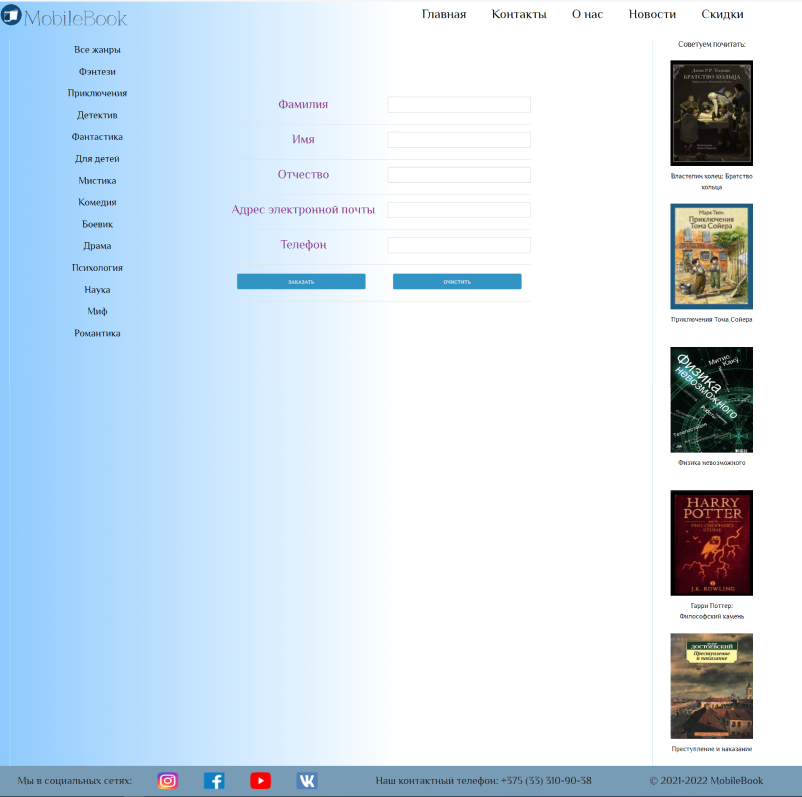 MobileBook
Главная Контакты О нас Новости Скидки
Все жанры
Фэнтези
Приключения
Детектив
Фантастика
Для детей
Мистика
Комедия
Боевик
Драма
Психология
Наука
Миф
Романтика
Фамилия
Имя
Отчество
Адрес электронной почты
Телефон
ЗАКАЗАТЬ ОЧИСТИТЬ
Советуем почитать:
БРАТСТВО КОЛЬЦА
Властелин колец: Братство
кольца
Марк Твен
Приключения
Тома Сойера
Приключения Тома Сойера
Митио
Каку
Физика
невозможного
Телепортация
Физика невозможного
HARRY
POTTER
J.K. ROWLING
Гарри Поттер:
Философский камень
ДОСТОЕВСКИЙ
Преступление
и наказание
Преступление и наказание
Мы в социальных сетях:
Наш контактный телефон: +375 (33) 310-90-38
© 2021-2022 MobileBook